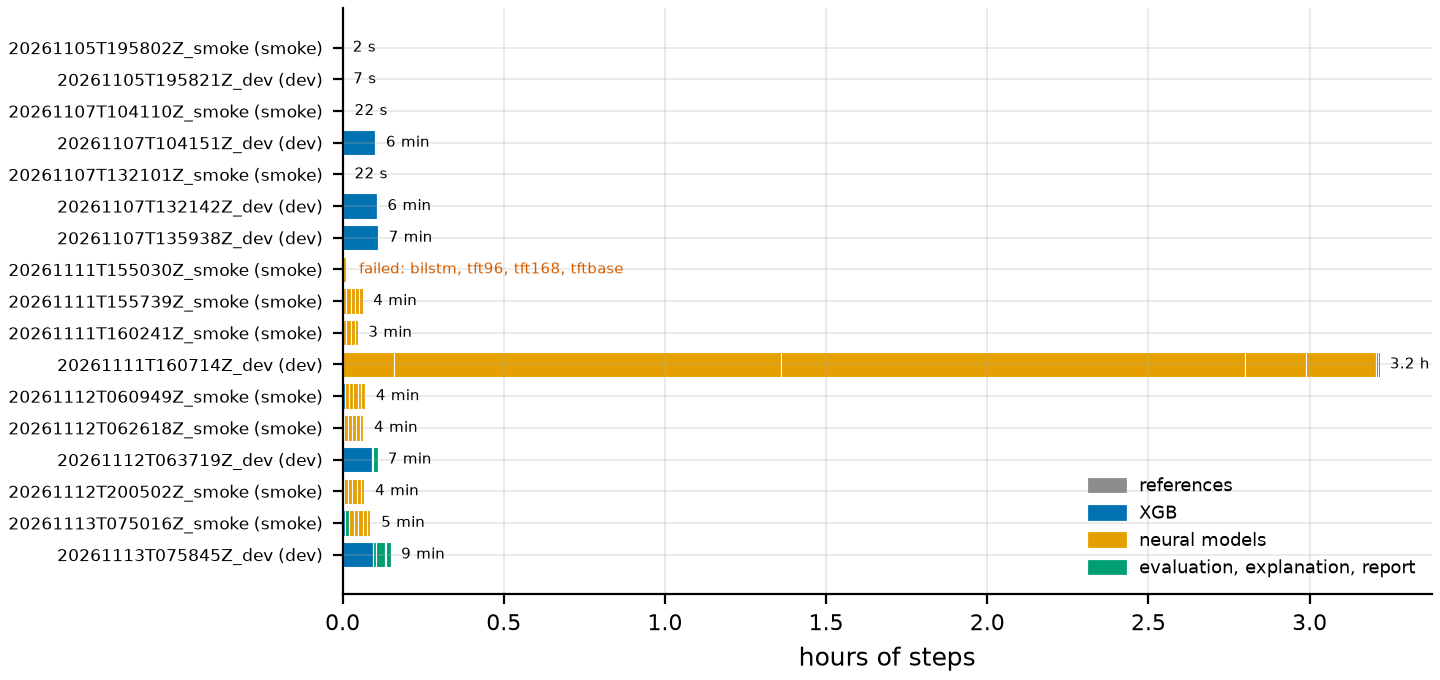 20261105T195802Z_smoke (smoke) 2 s
20261105T195821Z_dev (dev) 7 s
20261107T104110Z_smoke (smoke) 22 s
20261107T104151Z_dev (dev) 6 min
20261107T132101Z_smoke (smoke) 22 s
20261107T132142Z_dev (dev) 6 min
20261107T135938Z_dev (dev) 7 min
20261111T155030Z_smoke (smoke) failed: bilstm, tft96, tft168, tftbase
20261111T155739Z_smoke (smoke) 4 min
20261111T160241Z_smoke (smoke) 3 min
20261111T160714Z_dev (dev) 3.2 h
20261112T060949Z_smoke (smoke) 4 min
20261112T062618Z_smoke (smoke) 4 min
20261112T063719Z_dev (dev) 7 min
20261112T200502Z_smoke (smoke) 4 min
20261113T075016Z_smoke (smoke) 5 min
20261113T075845Z_dev (dev) 9 min
references
XGB
neural models
evaluation, explanation, report
0.0 0.5 1.0 1.5 2.0 2.5 3.0
hours of steps